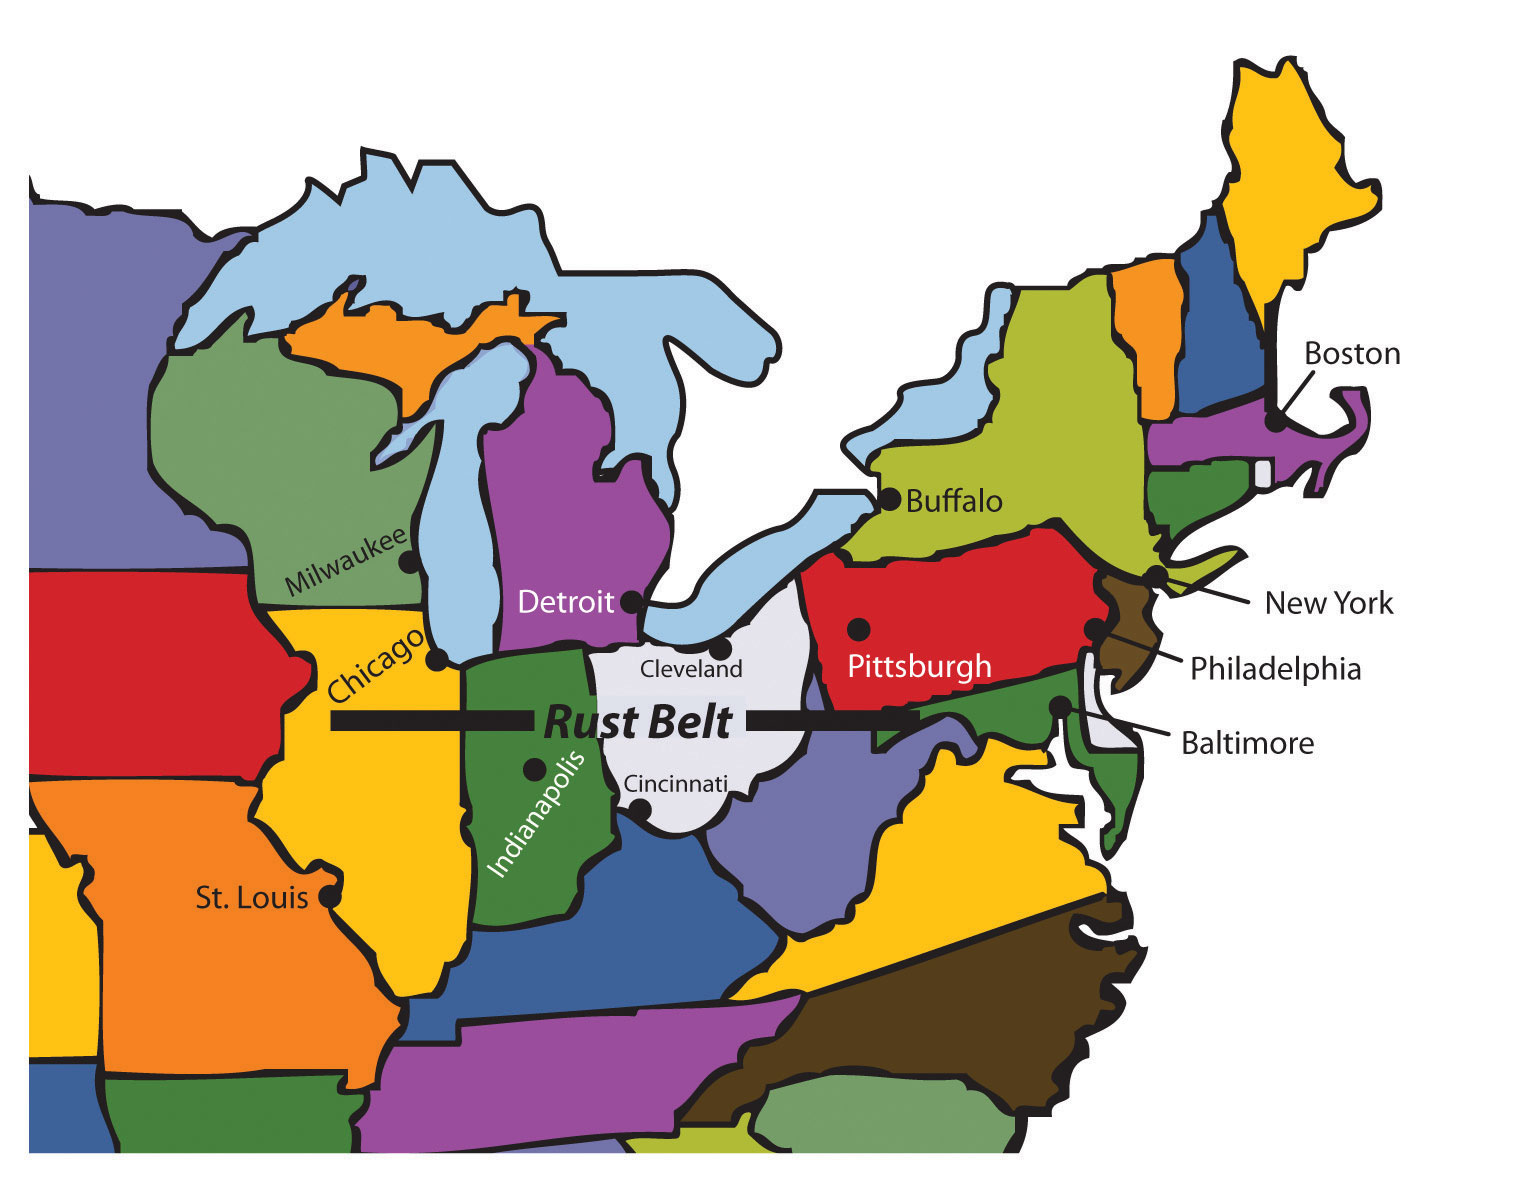 Boston
Buffalo
Milwaukee
Detroit
New York
Chicago
Cleveland
Pittsburgh
Philadelphia
Rust Belt
Baltimore
Indianapolis
Cincinnati
St. Louis